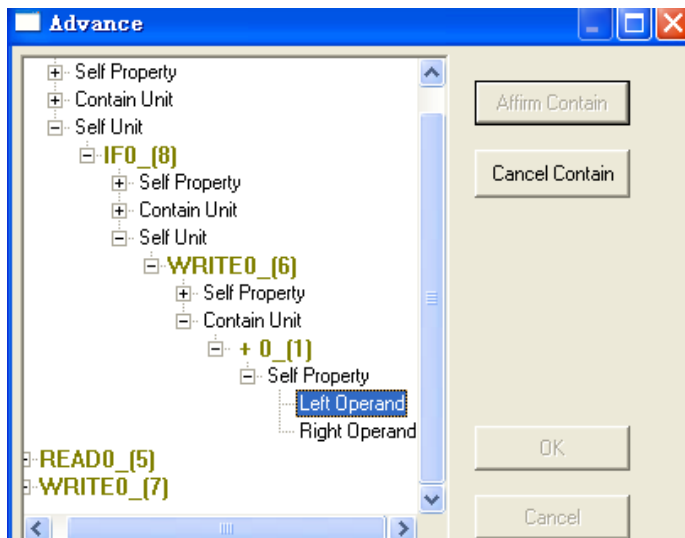 Advance
Self Property
Contain Unit
Self Unit
IF0_(8)
Self Property
Contain Unit
Self Unit
WRITE0_(6)
Self Property
Contain Unit
+ 0_(1)
Self Property
Left Operand
Right Operand
READ0_(5)
WRITE0_(7)
Affirm Contain
Cancel Contain
OK
Cancel